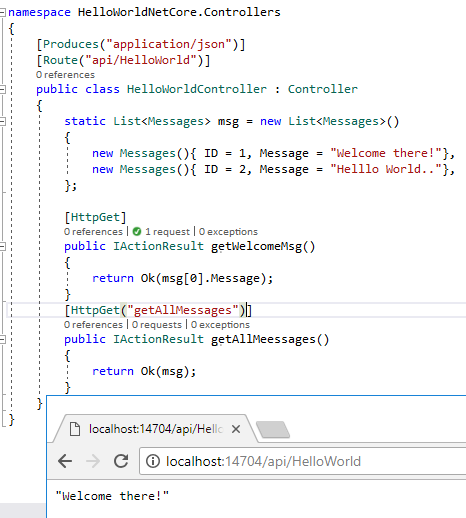 namespace HelloWorldNetCore.Controllers
{
[Produces("application/json")]
[Route("api/HelloWorld")]
0 references
public class HelloWorldController : Controller
{
static List<Messages> msg = new List<Messages>()
{
new Messages(){ ID = 1, Message = "Welcome there!"},
new Messages(){ ID = 2, Message = "Helllo World.."},
};
[HttpGet]
0 references | 1 request | 0 exceptions
public IActionResult getWelcomeMsg()
{
return Ok(msg[0].Message);
}
[HttpGet("getAllMessages")]
0 references | 0 requests | 0 exceptions
public IActionResult getAllMeessages()
{
return Ok(msg);
}
}
}
localhost:14704/api/Hello
localhost:14704/api/HelloWorld
"Welcome there!"